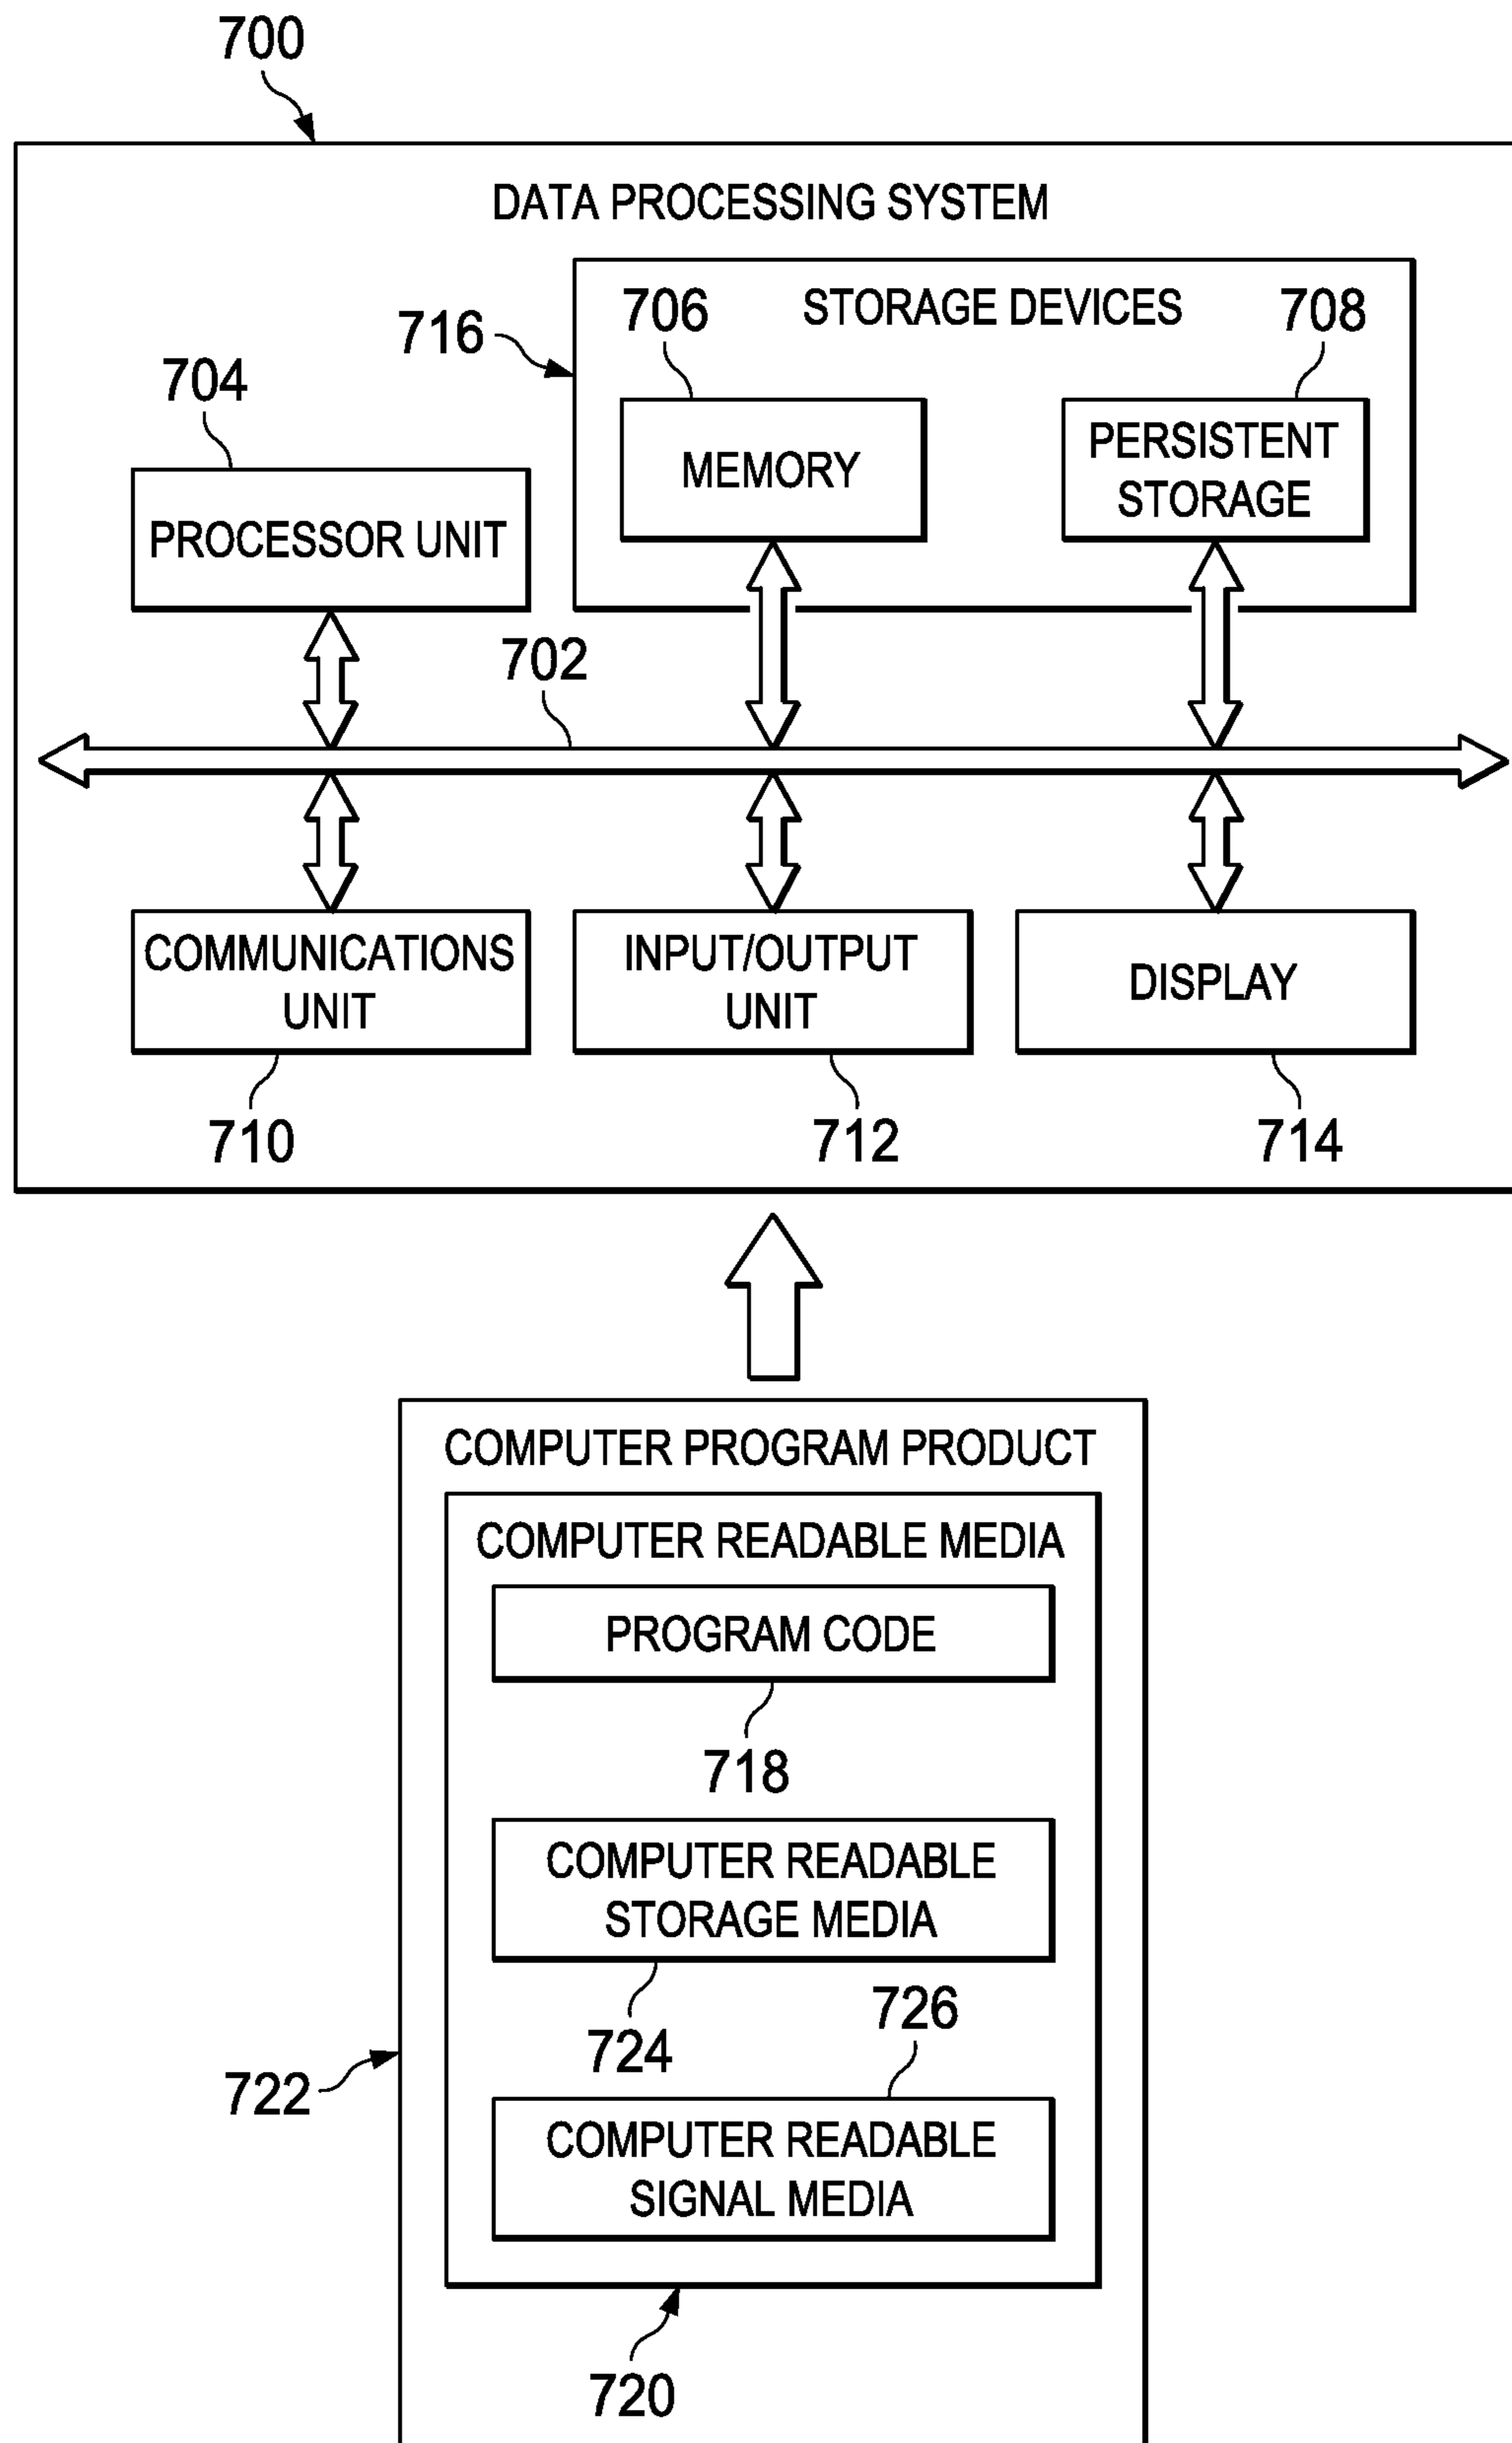 700
DATA PROCESSING SYSTEM
706
STORAGE DEVICES
708
716
704
MEMORY
PERSISTENT
STORAGE
PROCESSOR UNIT
702
COMMUNICATIONS
UNIT
INPUT/OUTPUT
UNIT
DISPLAY
710
712
714
COMPUTER PROGRAM PRODUCT
COMPUTER READABLE MEDIA
PROGRAM CODE
718
COMPUTER READABLE
STORAGE MEDIA
724
726
722
COMPUTER READABLE
SIGNAL MEDIA
720